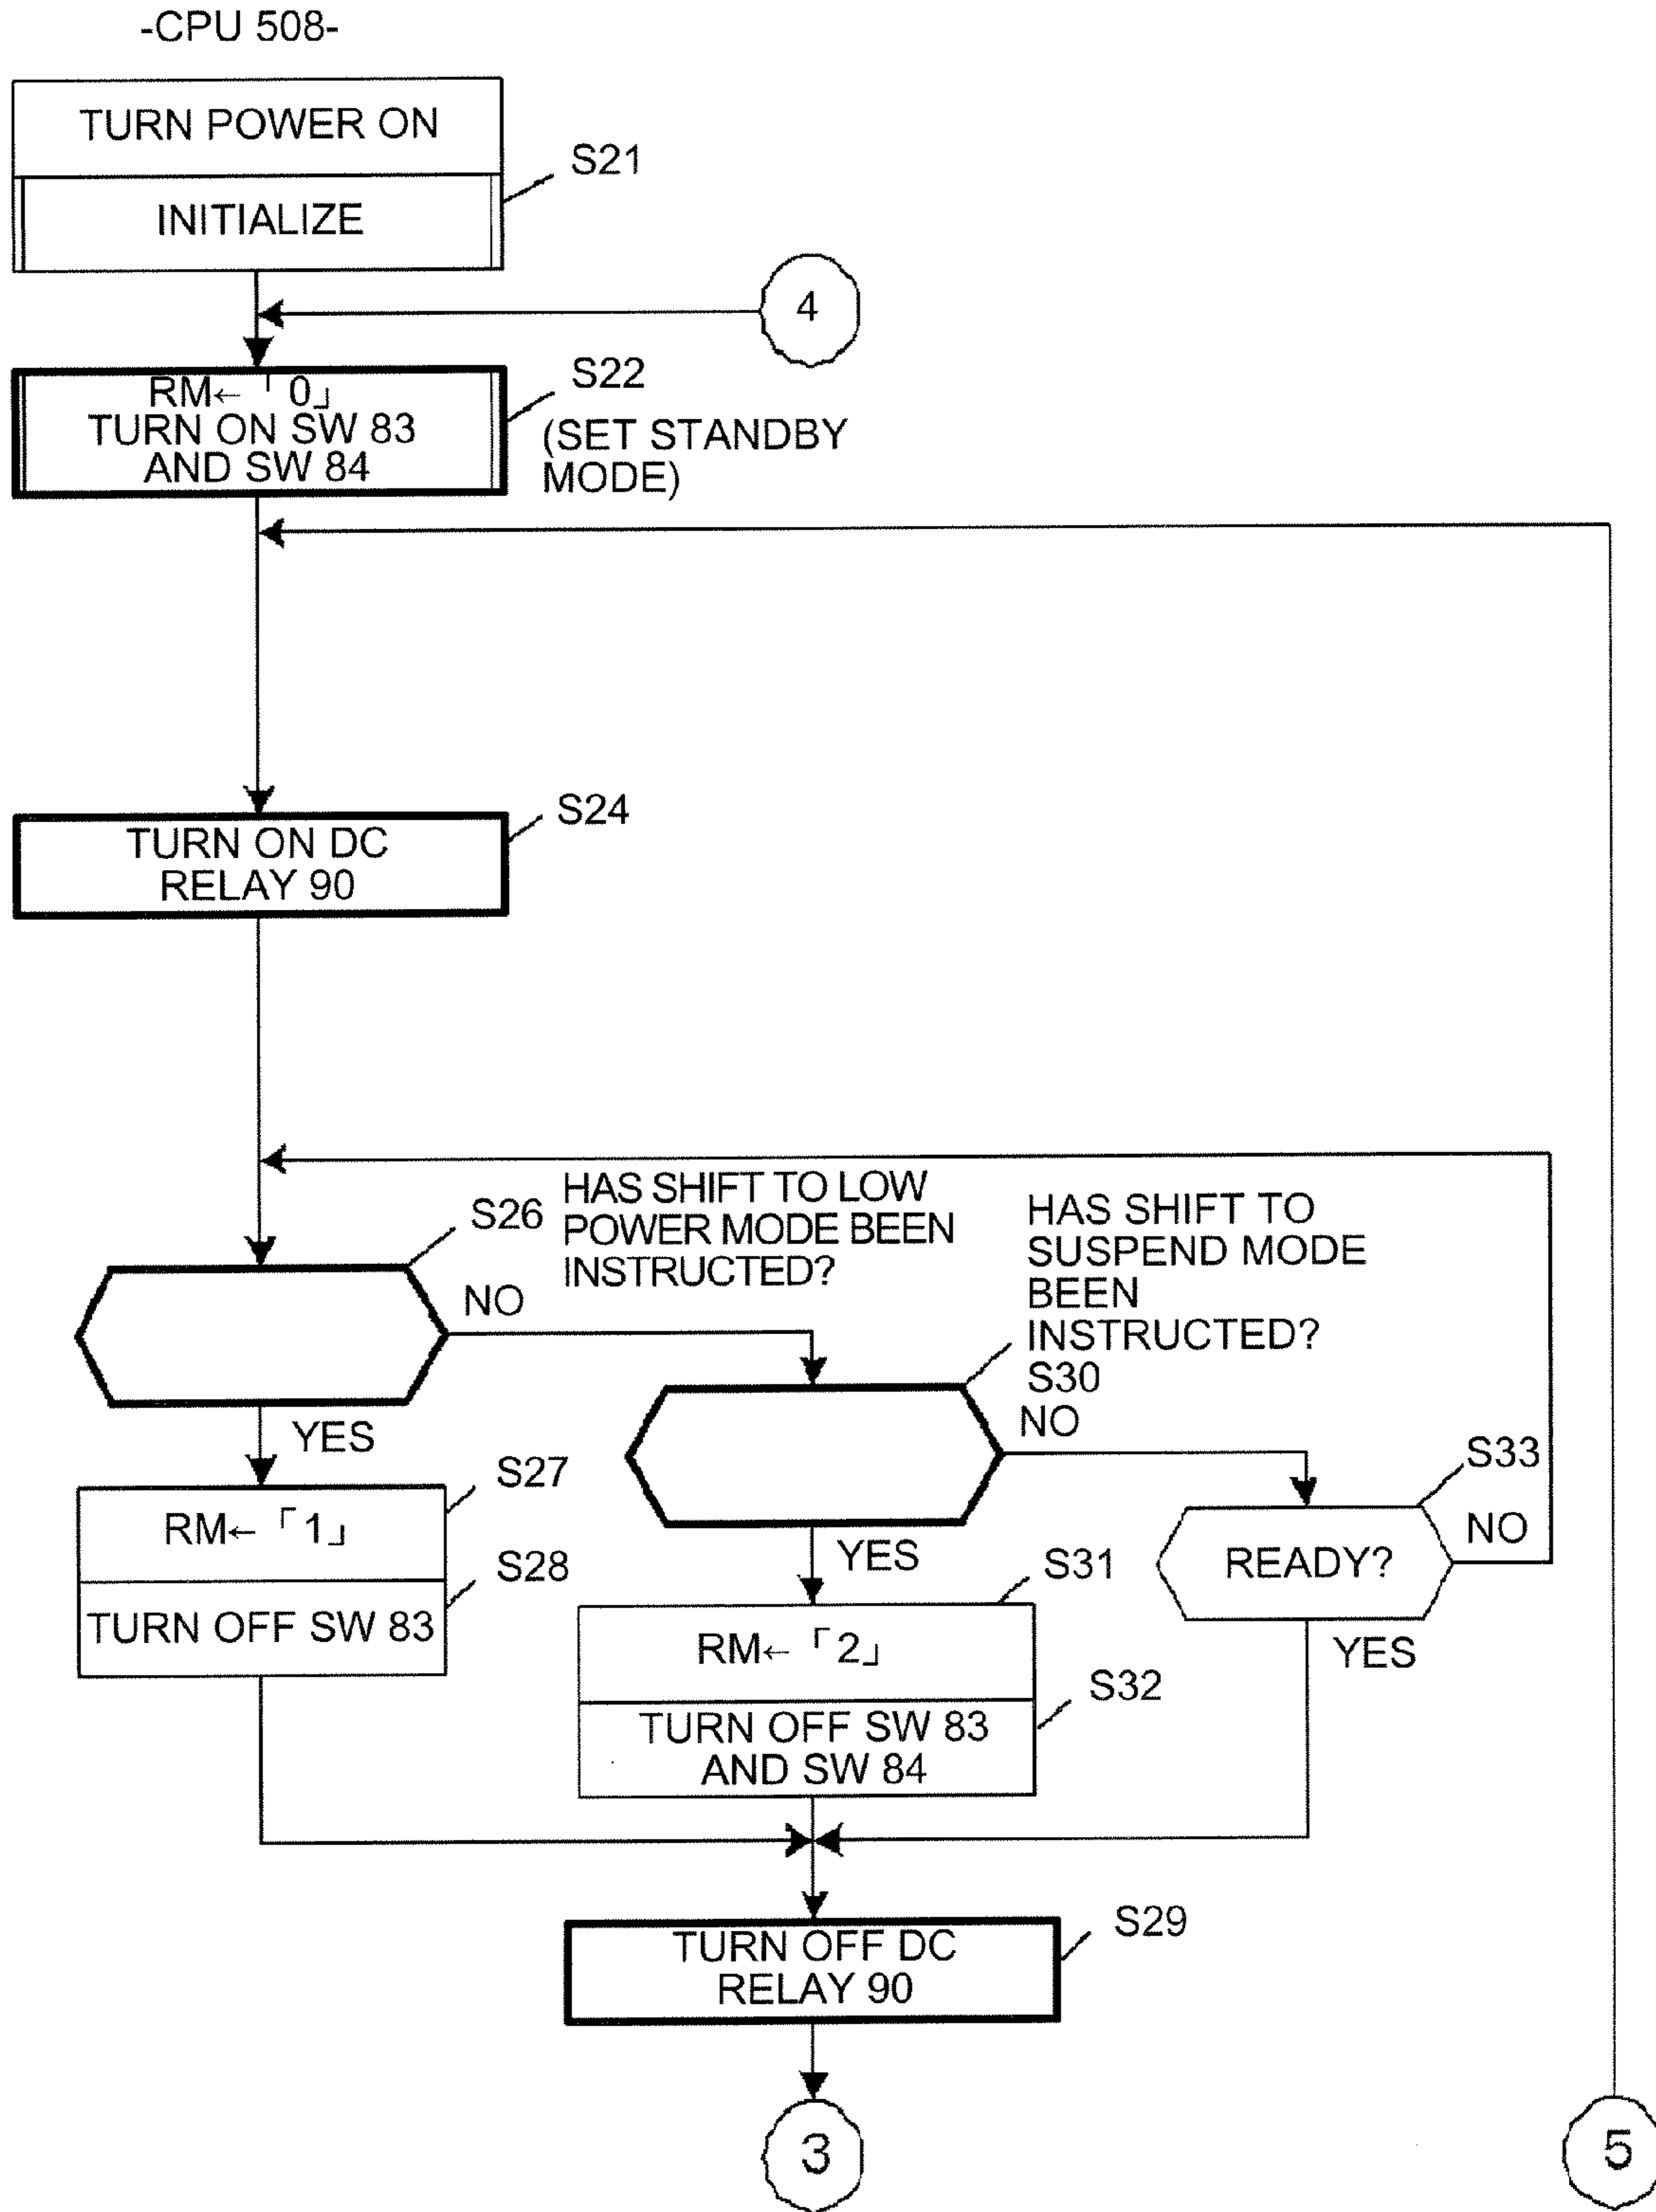 -CPU 508-
TURN POWER ON
S21
INITIALIZE
4
S22
RM←「0」
TURN ON SW 83
AND SW 84
(SET STANDBY
MODE)
S24
TURN ON DC
RELAY 90
S26
HAS SHIFT TO LOW
POWER MODE BEEN
INSTRUCTED?
HAS SHIFT TO
SUSPEND MODE
BEEN
INSTRUCTED?
S30
NO
YES
NO
S33
S27
RM←「1」
READY?
NO
S28
TURN OFF SW 83
YES
S31
RM←「2」
YES
S32
TURN OFF SW 83
AND SW 84
S29
TURN OFF DC
RELAY 90
3
5